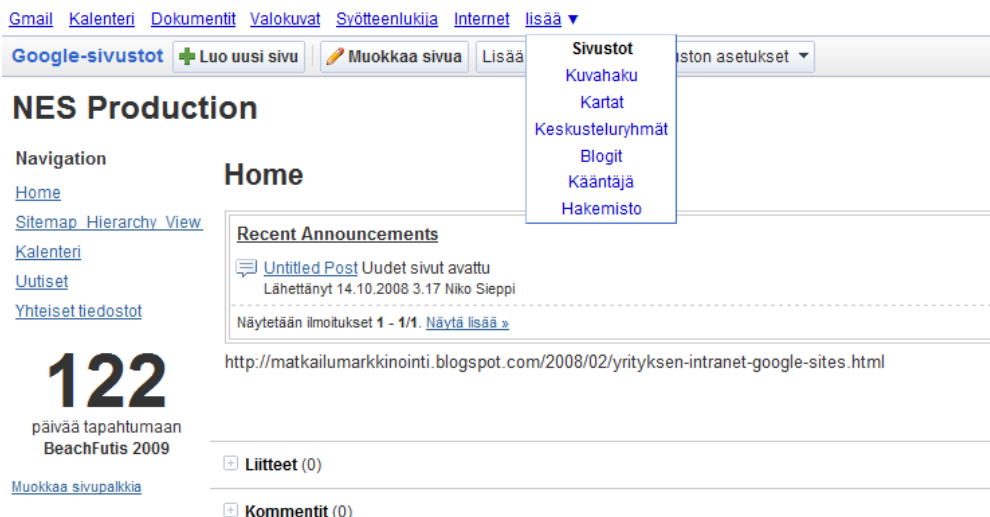 Gmail Kalenteri Dokumentit Valokuvat Syötteenlukija Internet lisää ▼
Google-sivustot Luo uusi sivu Muokkaa sivua Lisää iston asetukset
Sivustot
Kuvahaku
Kartat
Keskusteluryhmät
Blogit
Kääntäjä
Hakemisto
NES Production
Navigation
Home
Sitemap Hierarchy View
Kalenteri
Uutiset
Yhteiset tiedostot
122
päivää tapahtumaan
BeachFutis 2009
Muokkaa sivupalkkia
Home
Recent Announcements
Untitled Post Uudet sivut avattu
Lähettänyt 14.10.2008 3.17 Niko Sieppi
Näytetään ilmoitukset 1 - 1/1. Näytä lisää »
http://matkailumarkkinointi.blogspot.com/2008/02/yrityksen-intranet-google-sites.html
Liitteet (0)
Kommentit (0)